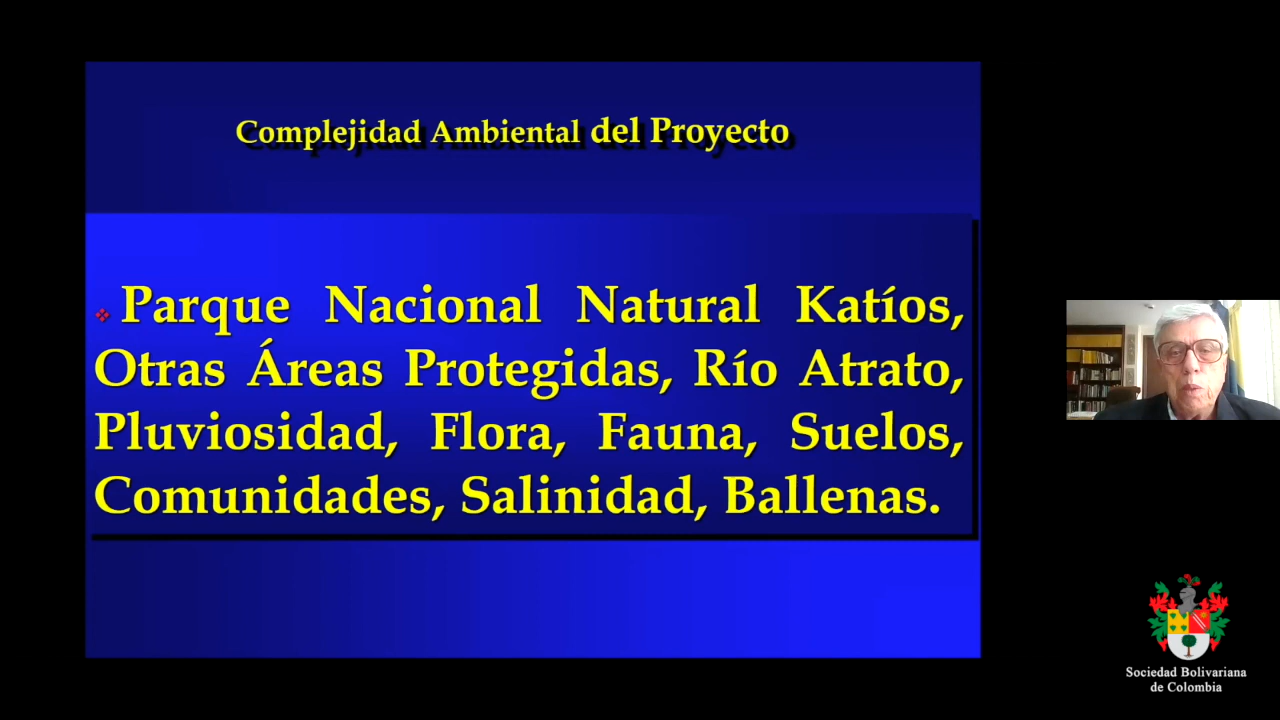 Complejidad Ambiental del Proyecto
Parque Nacional Natural Katíos,
Otras Áreas Protegidas, Río Atrato,
Pluviosidad, Flora, Fauna, Suelos,
Comunidades, Salinidad, Ballenas.
Sociedad Bolivariana
de Colombia